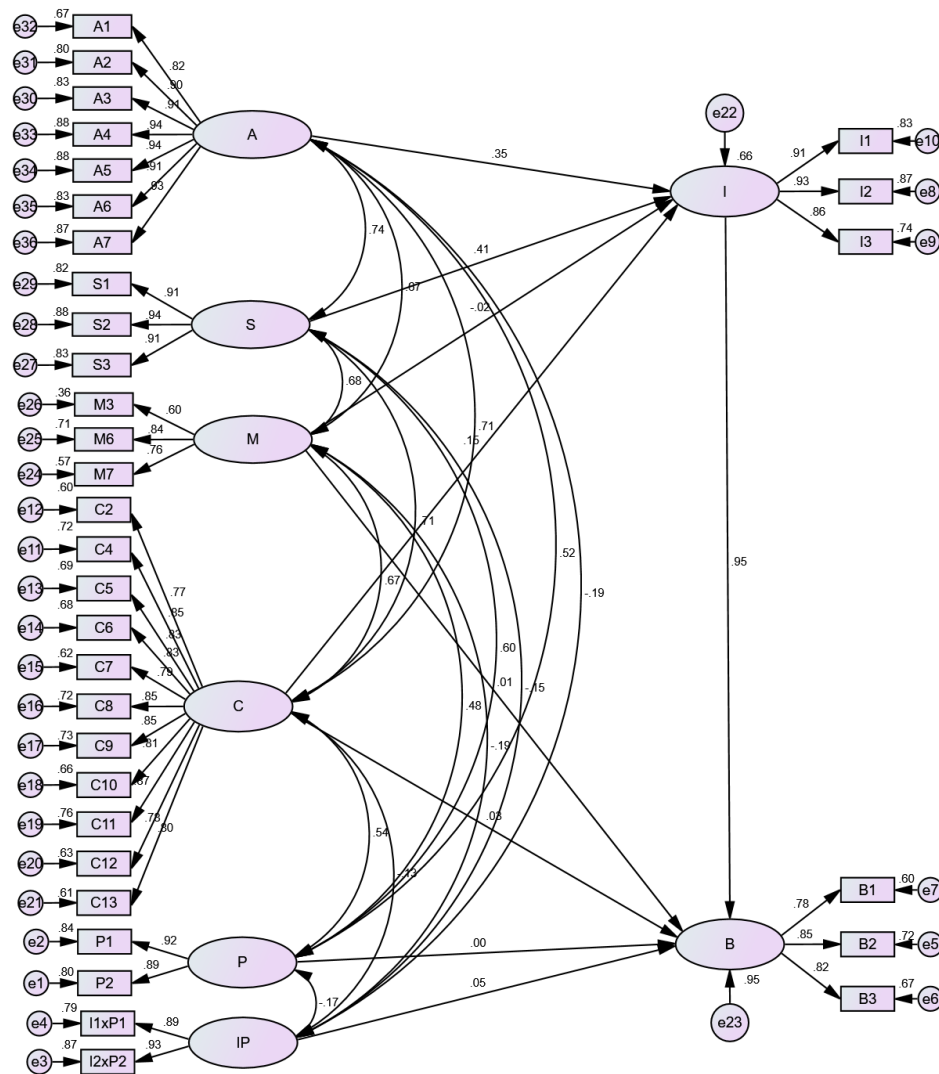 e32 .67 A1
.82
e31 .80 A2
.90
e30 .83 A3
.91
e33 .88 A4
.94
e34 .88 A5
.94
e35 .83 A6
.91
e36 .87 A7
.93
A
e29 .82 S1
.91
e28 .88 S2
.94
e27 .83 S3
.91
S
e26 .36 M3
.60
e25 .71 M6
.84
e24 .57 M7
.76
M
e12 .60 C2
.77
e11 .72 C4
.85
e13 .69 C5
.83
e14 .68 C6
.83
e15 .62 C7
.79
e16 .72 C8
.85
e17 .73 C9
.85
e18 .66 C10
.81
e19 .76 C11
.87
e20 .63 C12
.78
e21 .61 C13
.80
C
e2 .84 P1
.92
e1 .80 P2
.89
P
e4 .79 I1xP1
.89
e3 .87 I2xP2
.93
IP
.35
.74
.87
.41
-.02
.68
.71
.15
.71
.67
.52
-.19
.60
.01
-.15
.48
-.19
.03
.54
-.13
.00
.05
-.17
e22
.66
I
.91
I1 .83 e10
.93
I2 .87 e8
.86
I3 .74 e9
.95
B
.95
e23
.78
B1 .60 e7
.85
B2 .72 e5
.82
B3 .67 e6